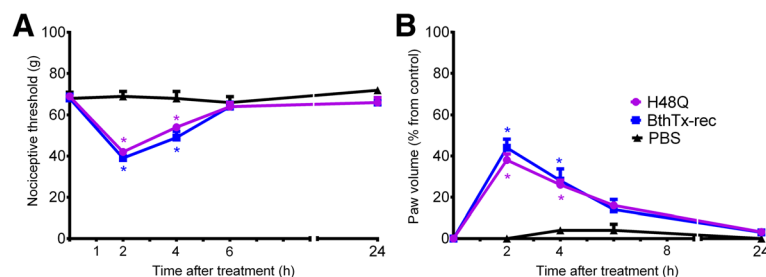 A
Nociceptive threshold (g)
100
80
60
40
20
0
*
*
*
*
1 2 4 6 24
Time after treatment (h)
B
Paw volume (% from control)
100
80
60
40
20
0
H48Q
BthTx-rec
PBS
*
*
*
*
2 4 8 24
Time after treatment (h)